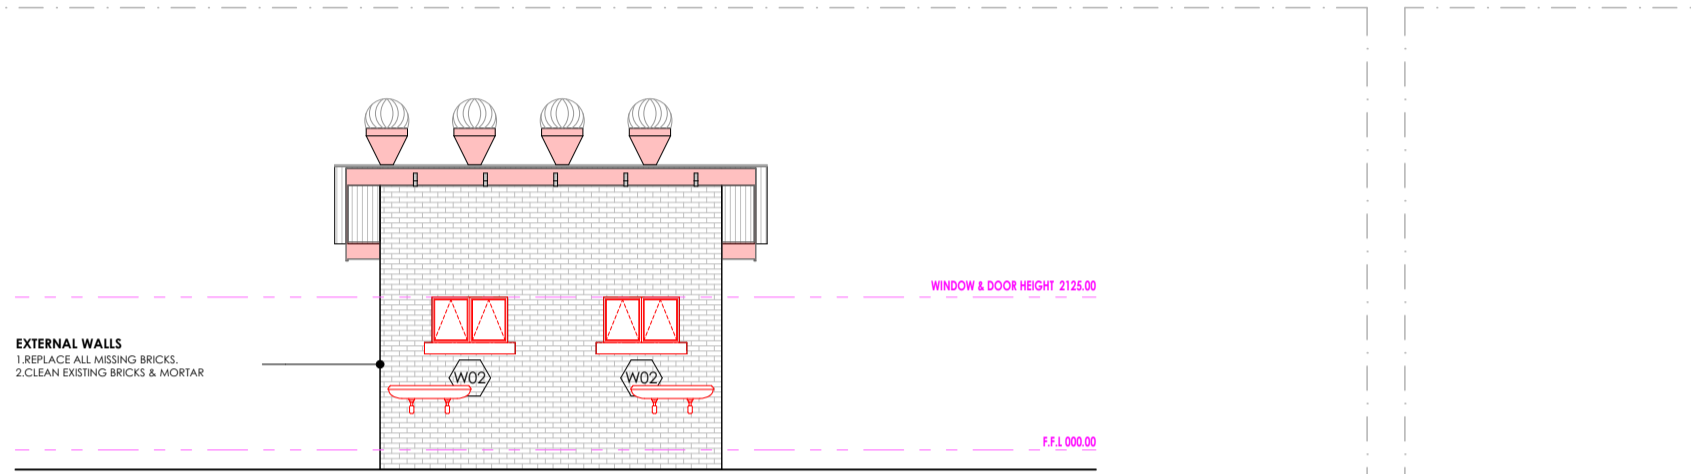 WINDOW & DOOR HEIGHT 2125.00
EXTERNAL WALLS
1.REPLACE ALL MISSING BRICKS.
2.CLEAN EXISTING BRICKS & MORTAR
W02
W02
F.F.L 000.00